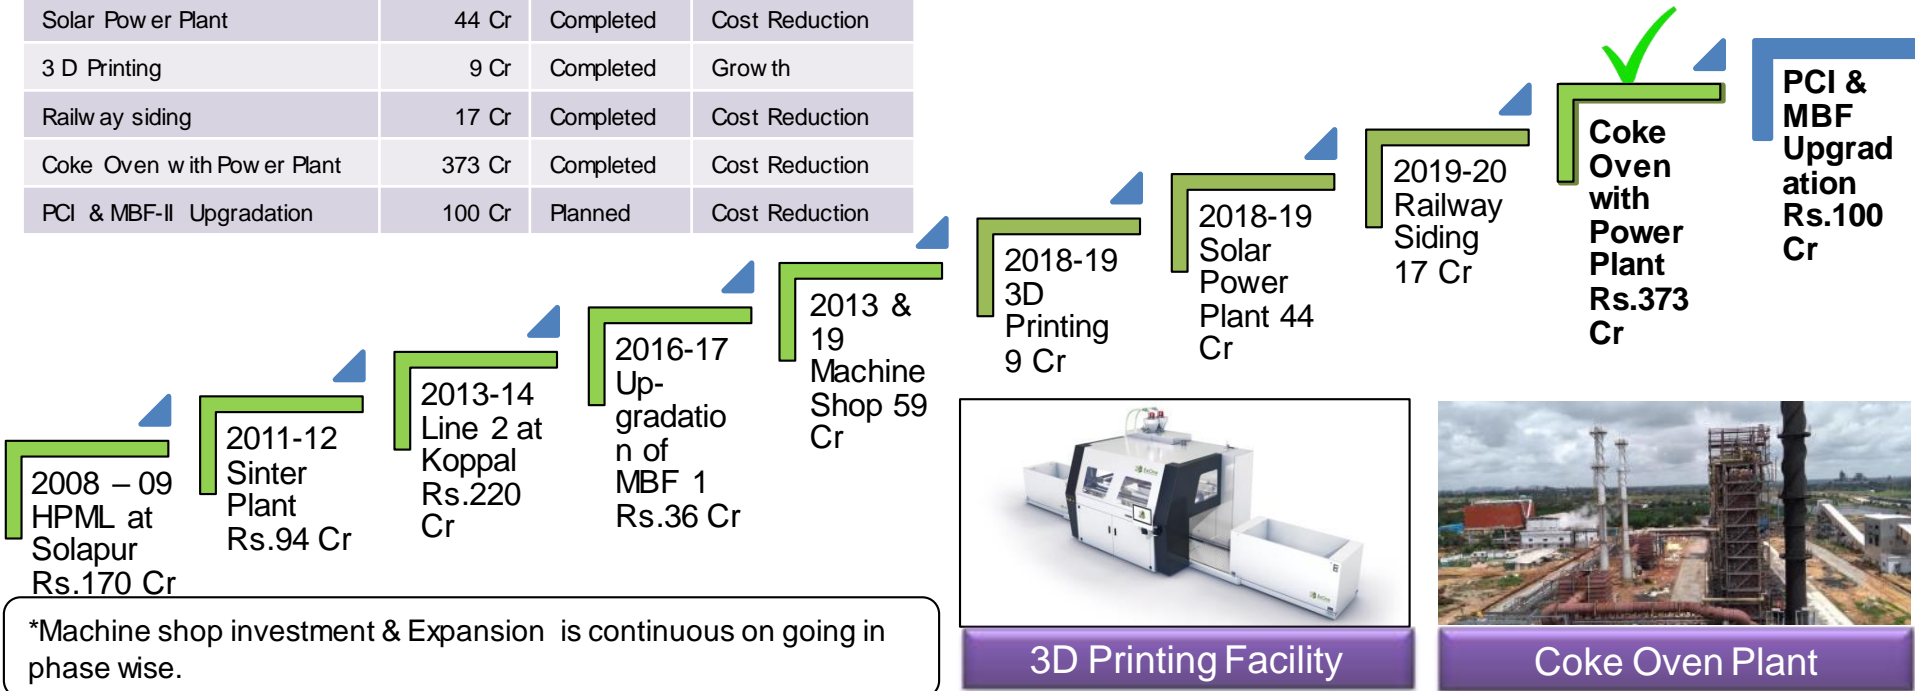 Solar Power Plant 44 Cr Completed Cost Reduction
3 D Printing 9 Cr Completed Growth
Railway siding 17 Cr Completed Cost Reduction
Coke Oven with Power Plant 373 Cr Completed Cost Reduction
PCI & MBF-II Upgradation 100 Cr Planned Cost Reduction
2008 – 09
HPML at
Solapur
Rs.170 Cr
2011-12
Sinter
Plant
Rs.94 Cr
2013-14
Line 2 at
Koppal
Rs.220
Cr
2016-17
Up-
gradatio
n of
MBF 1
Rs.36 Cr
2013 &
19
Machine
Shop 59
Cr
2018-19
3D
Printing
9 Cr
2018-19
Solar
Power
Plant 44
Cr
2019-20
Railway
Siding
17 Cr
Coke
Oven
with
Power
Plant
Rs.373
Cr
PCI &
MBF
Upgrad
ation
Rs.100
Cr
*Machine shop investment & Expansion is continuous on going in
phase wise.
ExOne
ExOne
3D Printing Facility
Coke Oven Plant